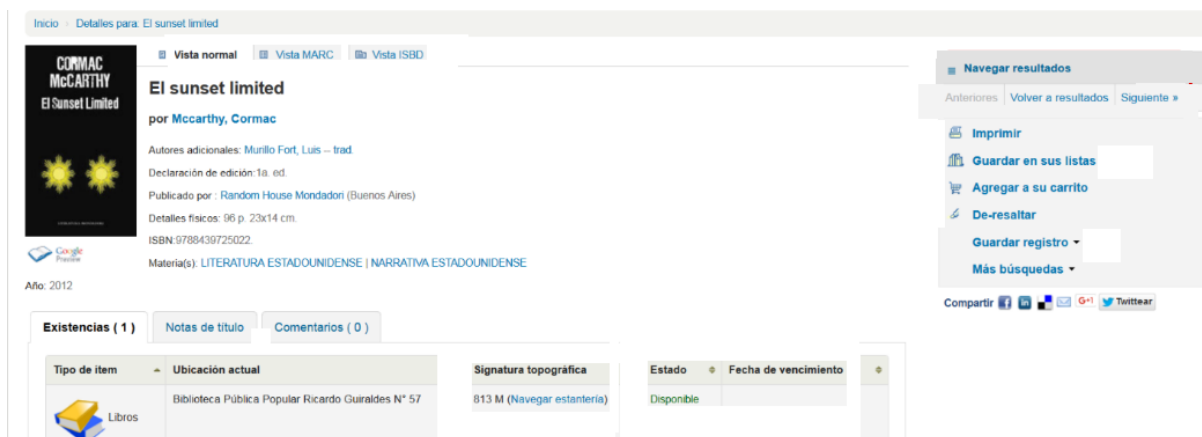 Inicio › Detalles para: El sunset limited
CORMAC
McCARTHY
El Sunset Limited
Google
Preview
Año: 2012
Vista normal Vista MARC Vista ISBD
El sunset limited
por Mccarthy, Cormac
Autores adicionales: Murillo Fort, Luis -- trad.
Declaración de edición:1a. ed.
Publicado por : Random House Mondadori (Buenos Aires)
Detalles físicos: 96 p. 23x14 cm.
ISBN:9788439725022.
Materia(s): LITERATURA ESTADOUNIDENSE | NARRATIVA ESTADOUNIDENSE
Navegar resultados
Anteriores Volver a resultados Siguiente »
Imprimir
Guardar en sus listas
Agregar a su carrito
De-resaltar
Guardar registro
Más búsquedas
Compartir in G+1 Twittear
Existencias ( 1 ) Notas de título Comentarios ( 0 )
Tipo de ítem Ubicación actual Signatura topográfica Estado Fecha de vencimiento
Libros Biblioteca Pública Popular Ricardo Guiraldes N° 57 813 M (Navegar estantería) Disponible